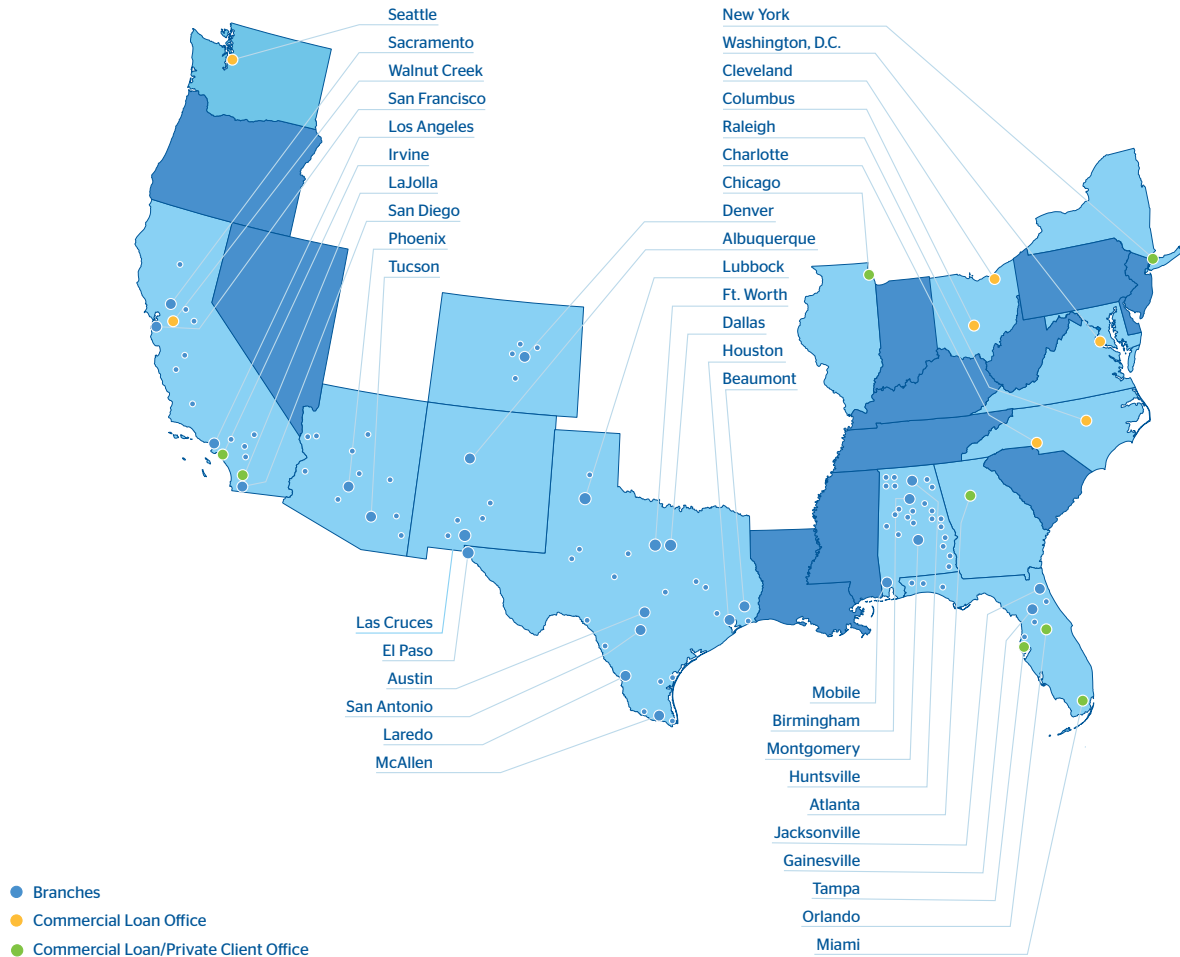 Seattle
Sacramento
Walnut Creek
San Francisco
Los Angeles
Irvine
LaJolla
San Diego
Phoenix
Tucson
New York
Washington, D.C.
Cleveland
Columbus
Raleigh
Charlotte
Chicago
Denver
Albuquerque
Lubbock
Ft. Worth
Dallas
Houston
Beaumont
Las Cruces
El Paso
Austin
San Antonio
Laredo
McAllen
Mobile
Birmingham
Montgomery
Huntsville
Atlanta
Jacksonville
Gainesville
Tampa
Orlando
Miami
Branches
Commercial Loan Office
Commercial Loan/Private Client Office